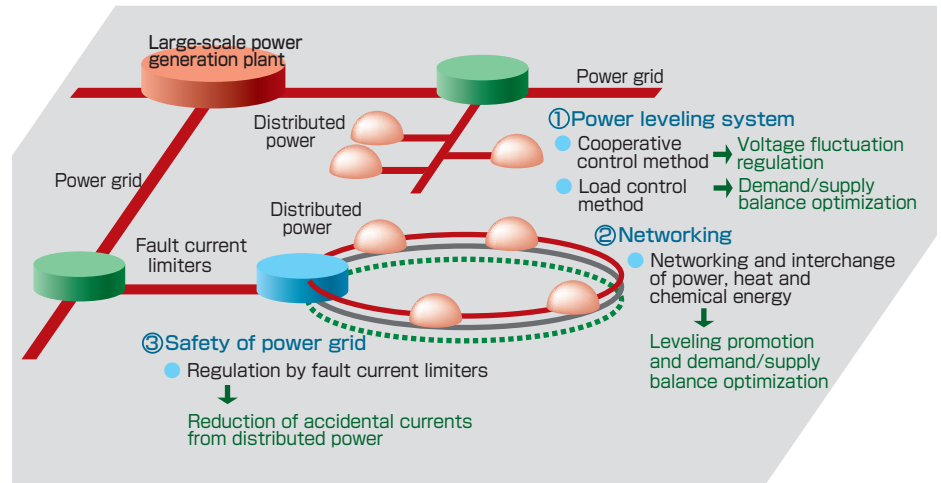 Large-scale power
generation plant
Power grid
Distributed
power
①Power leveling system
Cooperative
control method
Voltage fluctuation
regulation
Load control
method
Demand/supply
balance optimization
Power grid
Distributed
power
Fault current
limiters
②Networking
Networking and interchange
of power, heat and
chemical energy
Leveling promotion
and demand/supply
balance optimization
③Safety of power grid
Regulation by fault current limiters
Reduction of accidental currents
from distributed power